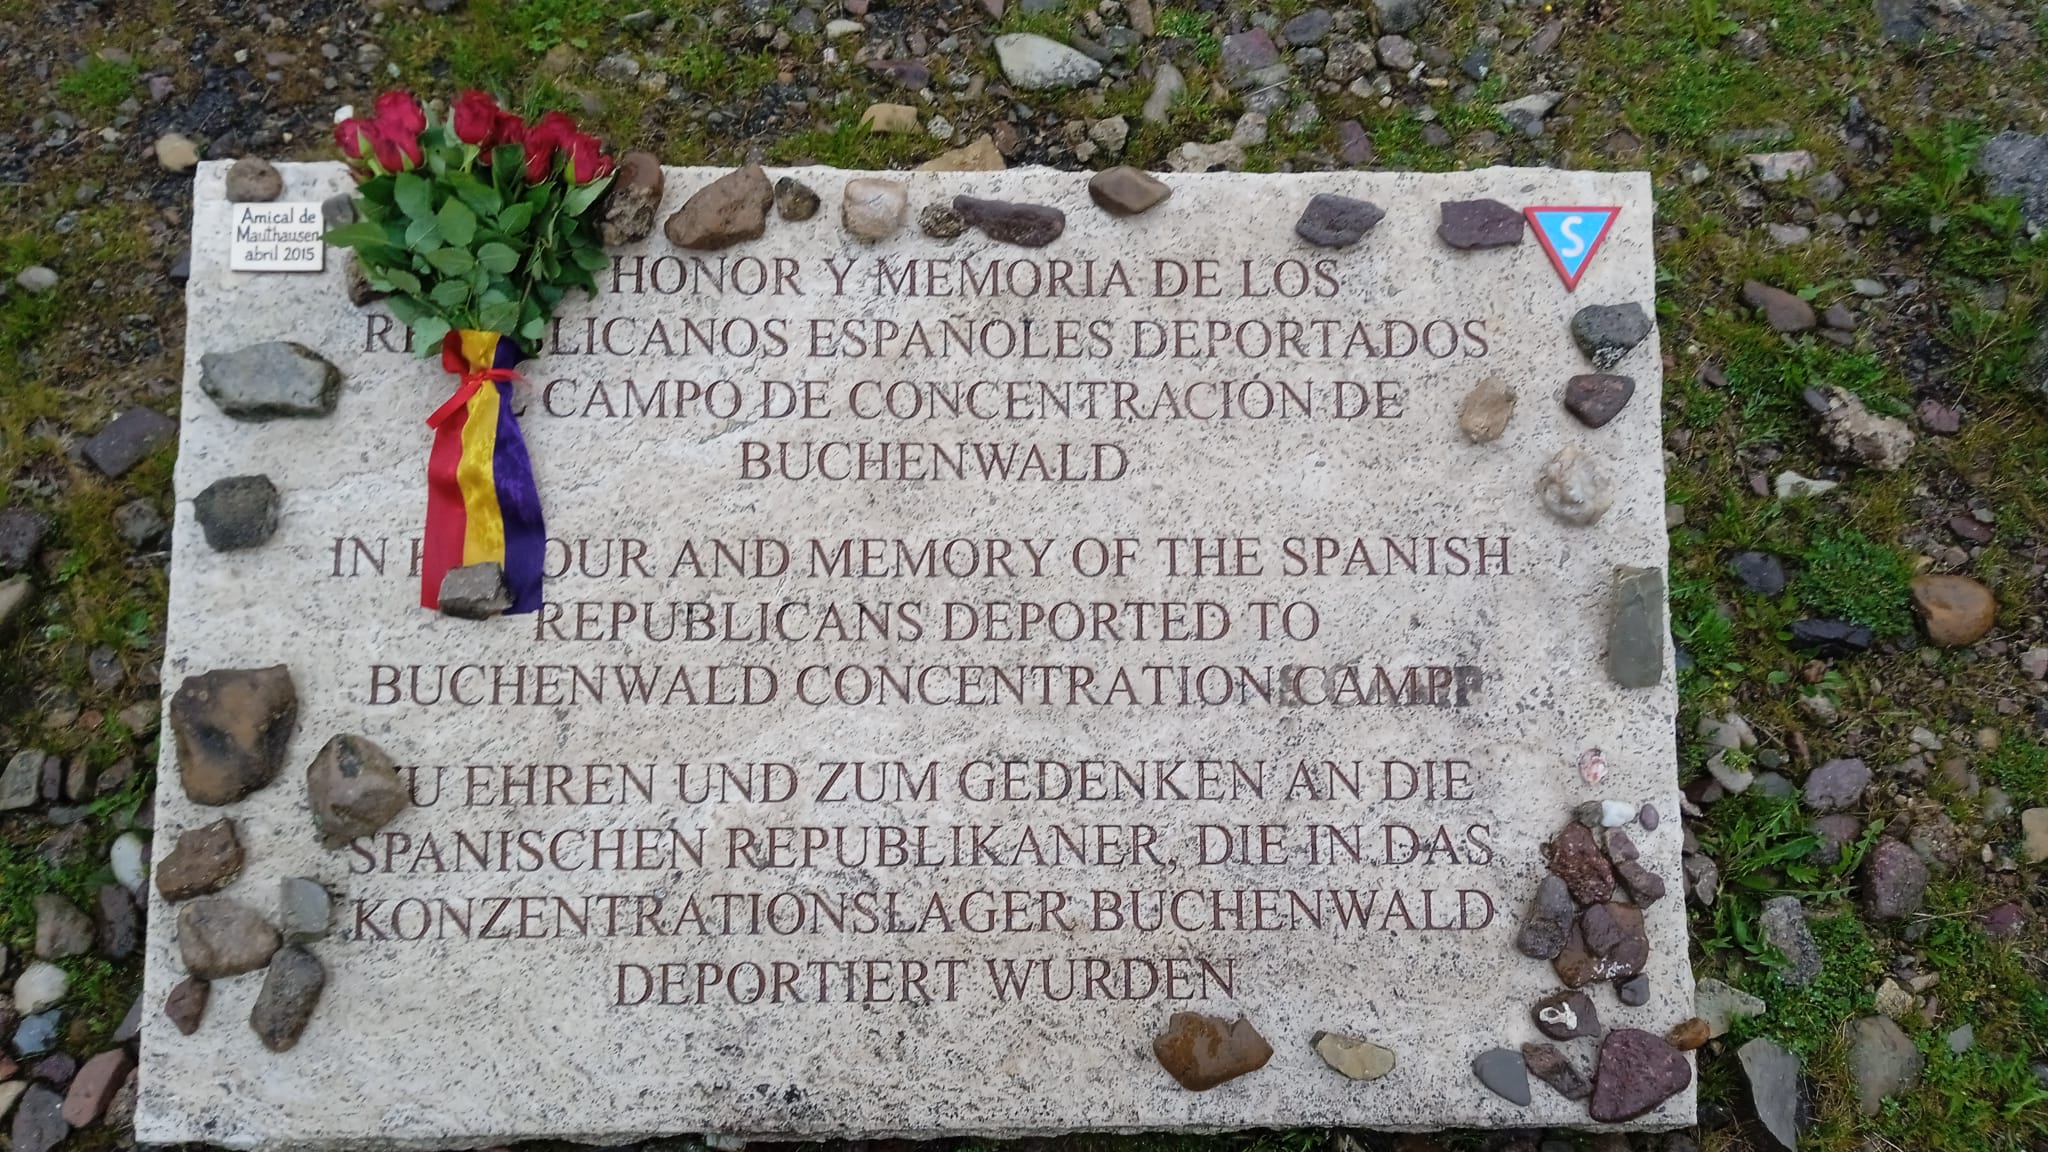 Amical de
Mauthausen
abril 2015
S
HONOR Y MEMORIA DE LOS
ESPAÑOLES DEPORTADOS
CAMPO DE CONCENTRACIÓN DE
BUCHENWALD
IN AND MEMORY OF THE SPANISH
REPUBLICANS DEPORTED TO
BUCHENWALD CONCENTRATION CAMP
EHREN UND ZUM GEDENKEN AN DIE
SPANISCHEN REPUBLIKANER, DIE IN DAS
KONZENTRATIONSLAGER BUCHENWALD
DEPORTIERT WURDEN